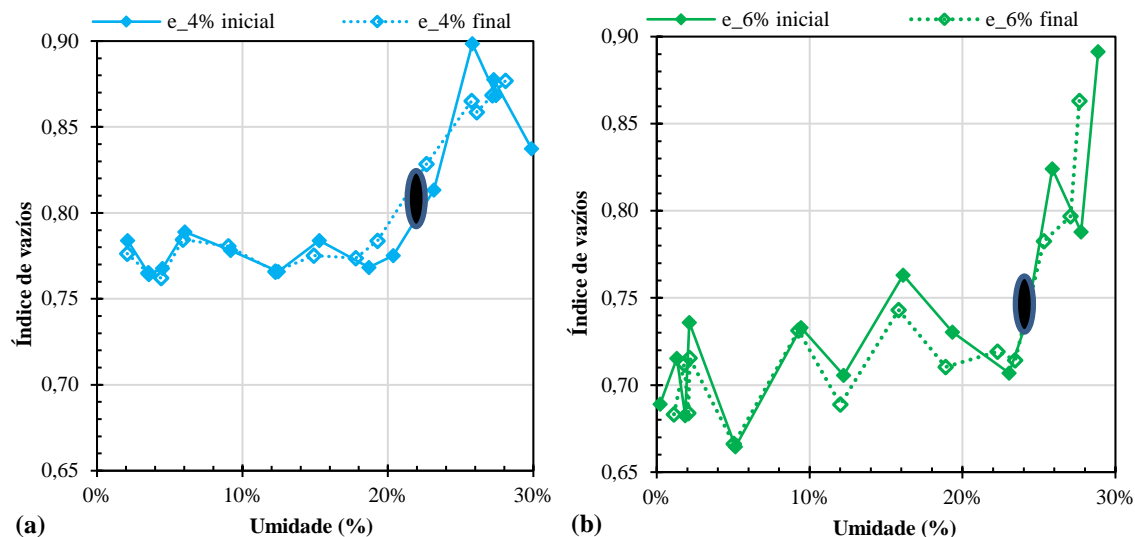 e_4% inicial e_4% final
0,90
0,85
0,80
0,75
0,70
0,65
Índice de vazíos
0% 10% 20% 30%
(a) Umidade (%)
e_6% inicial e_6% final
0,90
0,85
0,80
0,75
0,70
0,65
Índice de vazíos
0% 10% 20% 30%
(b) Umidade (%)